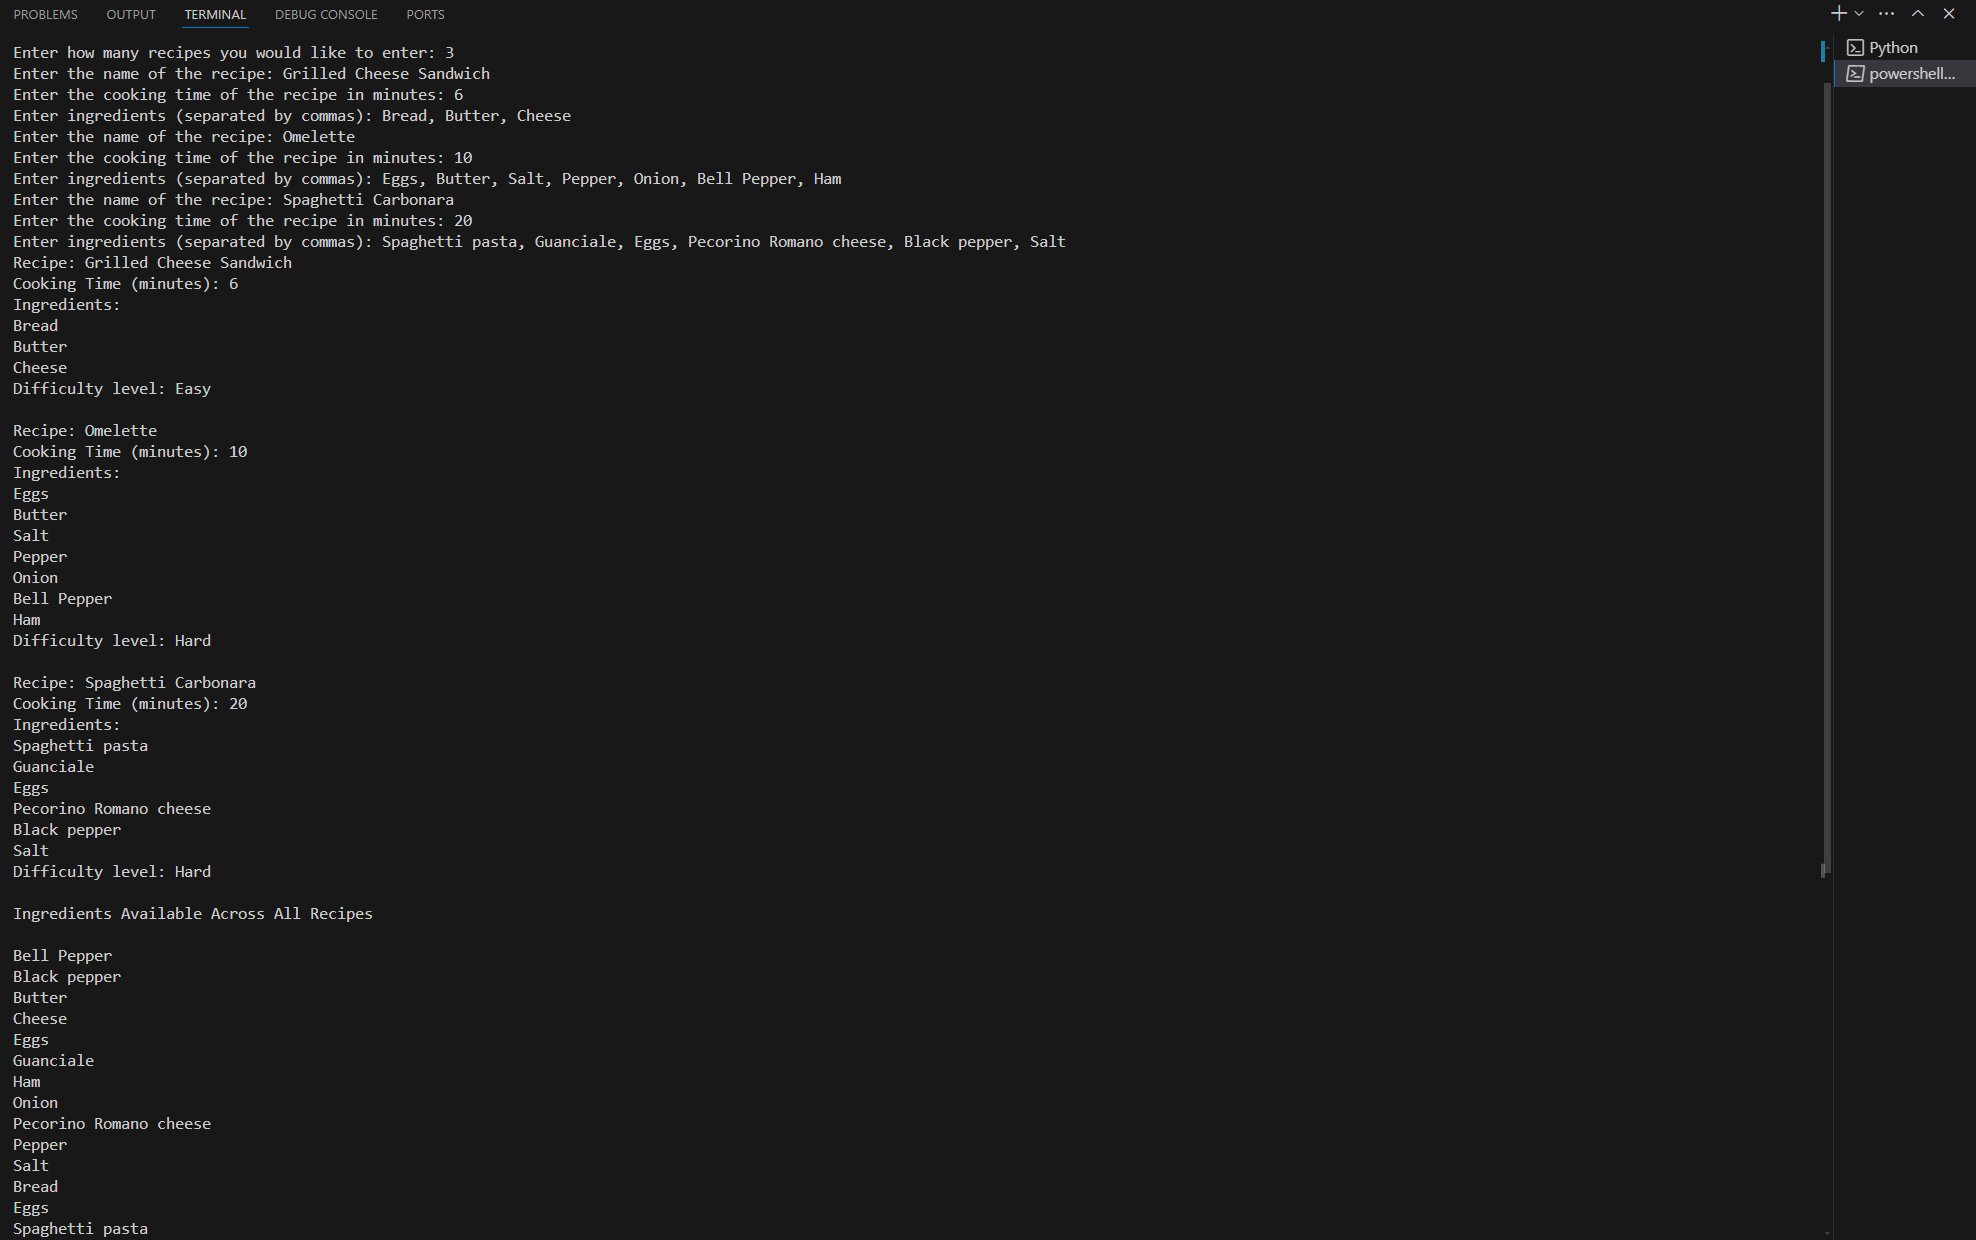 PROBLEMS OUTPUT TERMINAL DEBUG CONSOLE PORTS
Enter how many recipes you would like to enter: 3
Enter the name of the recipe: Grilled Cheese Sandwich
Enter the cooking time of the recipe in minutes: 6
Enter ingredients (separated by commas): Bread, Butter, Cheese
Enter the name of the recipe: Omelette
Enter the cooking time of the recipe in minutes: 10
Enter ingredients (separated by commas): Eggs, Butter, Salt, Pepper, Onion, Bell Pepper, Ham
Enter the name of the recipe: Spaghetti Carbonara
Enter the cooking time of the recipe in minutes: 20
Enter ingredients (separated by commas): Spaghetti pasta, Guanciale, Eggs, Pecorino Romano cheese, Black pepper, Salt
Recipe: Grilled Cheese Sandwich
Cooking Time (minutes): 6
Ingredients:
Bread
Butter
Cheese
Difficulty level: Easy
Recipe: Omelette
Cooking Time (minutes): 10
Ingredients:
Eggs
Butter
Salt
Pepper
Onion
Bell Pepper
Ham
Difficulty level: Hard
Recipe: Spaghetti Carbonara
Cooking Time (minutes): 20
Ingredients:
Spaghetti pasta
Guanciale
Eggs
Pecorino Romano cheese
Black pepper
Salt
Difficulty level: Hard
Ingredients Available Across All Recipes
Bell Pepper
Black pepper
Butter
Cheese
Eggs
Guanciale
Ham
Onion
Pecorino Romano cheese
Pepper
Salt
Bread
Eggs
Spaghetti pasta
Python
powershell...